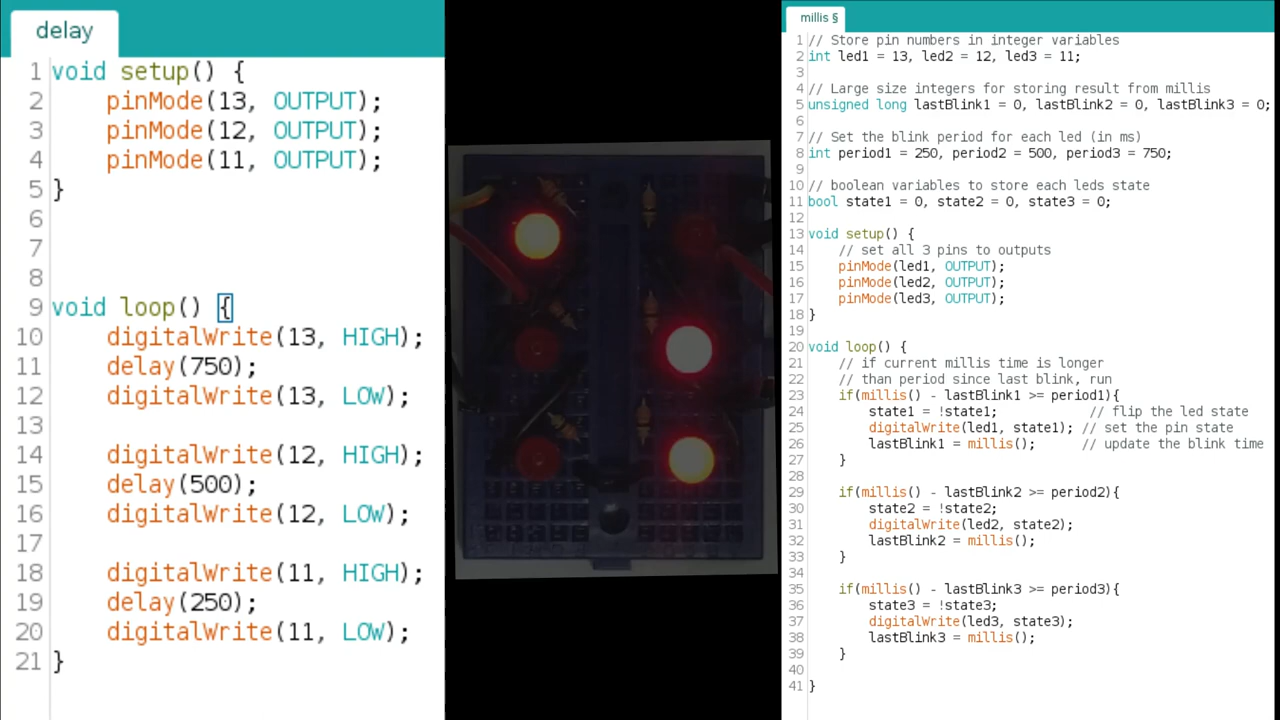 delay
1 void setup() {
2 pinMode(13, OUTPUT);
3 pinMode(12, OUTPUT);
4 pinMode(11, OUTPUT);
5 }
6
7
8
9 void loop() {
10 digitalWrite(13, HIGH);
11 delay(750);
12 digitalWrite(13, LOW);
13
14 digitalWrite(12, HIGH);
15 delay(500);
16 digitalWrite(12, LOW);
17
18 digitalWrite(11, HIGH);
19 delay(250);
20 digitalWrite(11, LOW);
21 }
millis §
1 // Store pin numbers in integer variables
2 int led1 = 13, led2 = 12, led3 = 11;
3
4 // Large size integers for storing result from millis
5 unsigned long lastBlink1 = 0, lastBlink2 = 0, lastBlink3 = 0;
6
7 // Set the blink period for each led (in ms)
8 int period1 = 250, period2 = 500, period3 = 750;
9
10 // boolean variables to store each leds state
11 bool state1 = 0, state2 = 0, state3 = 0;
12
13 void setup() {
14 // set all 3 pins to outputs
15 pinMode(led1, OUTPUT);
16 pinMode(led2, OUTPUT);
17 pinMode(led3, OUTPUT);
18 }
19
20 void loop() {
21 // if current millis time is longer
22 // than period since last blink, run
23 if(millis() - lastBlink1 >= period1){
24 state1 = !state1; // flip the led state
25 digitalWrite(led1, state1); // set the pin state
26 lastBlink1 = millis(); // update the blink time
27 }
28
29 if(millis() - lastBlink2 >= period2){
30 state2 = !state2;
31 digitalWrite(led2, state2);
32 lastBlink2 = millis();
33 }
34
35 if(millis() - lastBlink3 >= period3){
36 state3 = !state3;
37 digitalWrite(led3, state3);
38 lastBlink3 = millis();
39 }
40
41 }